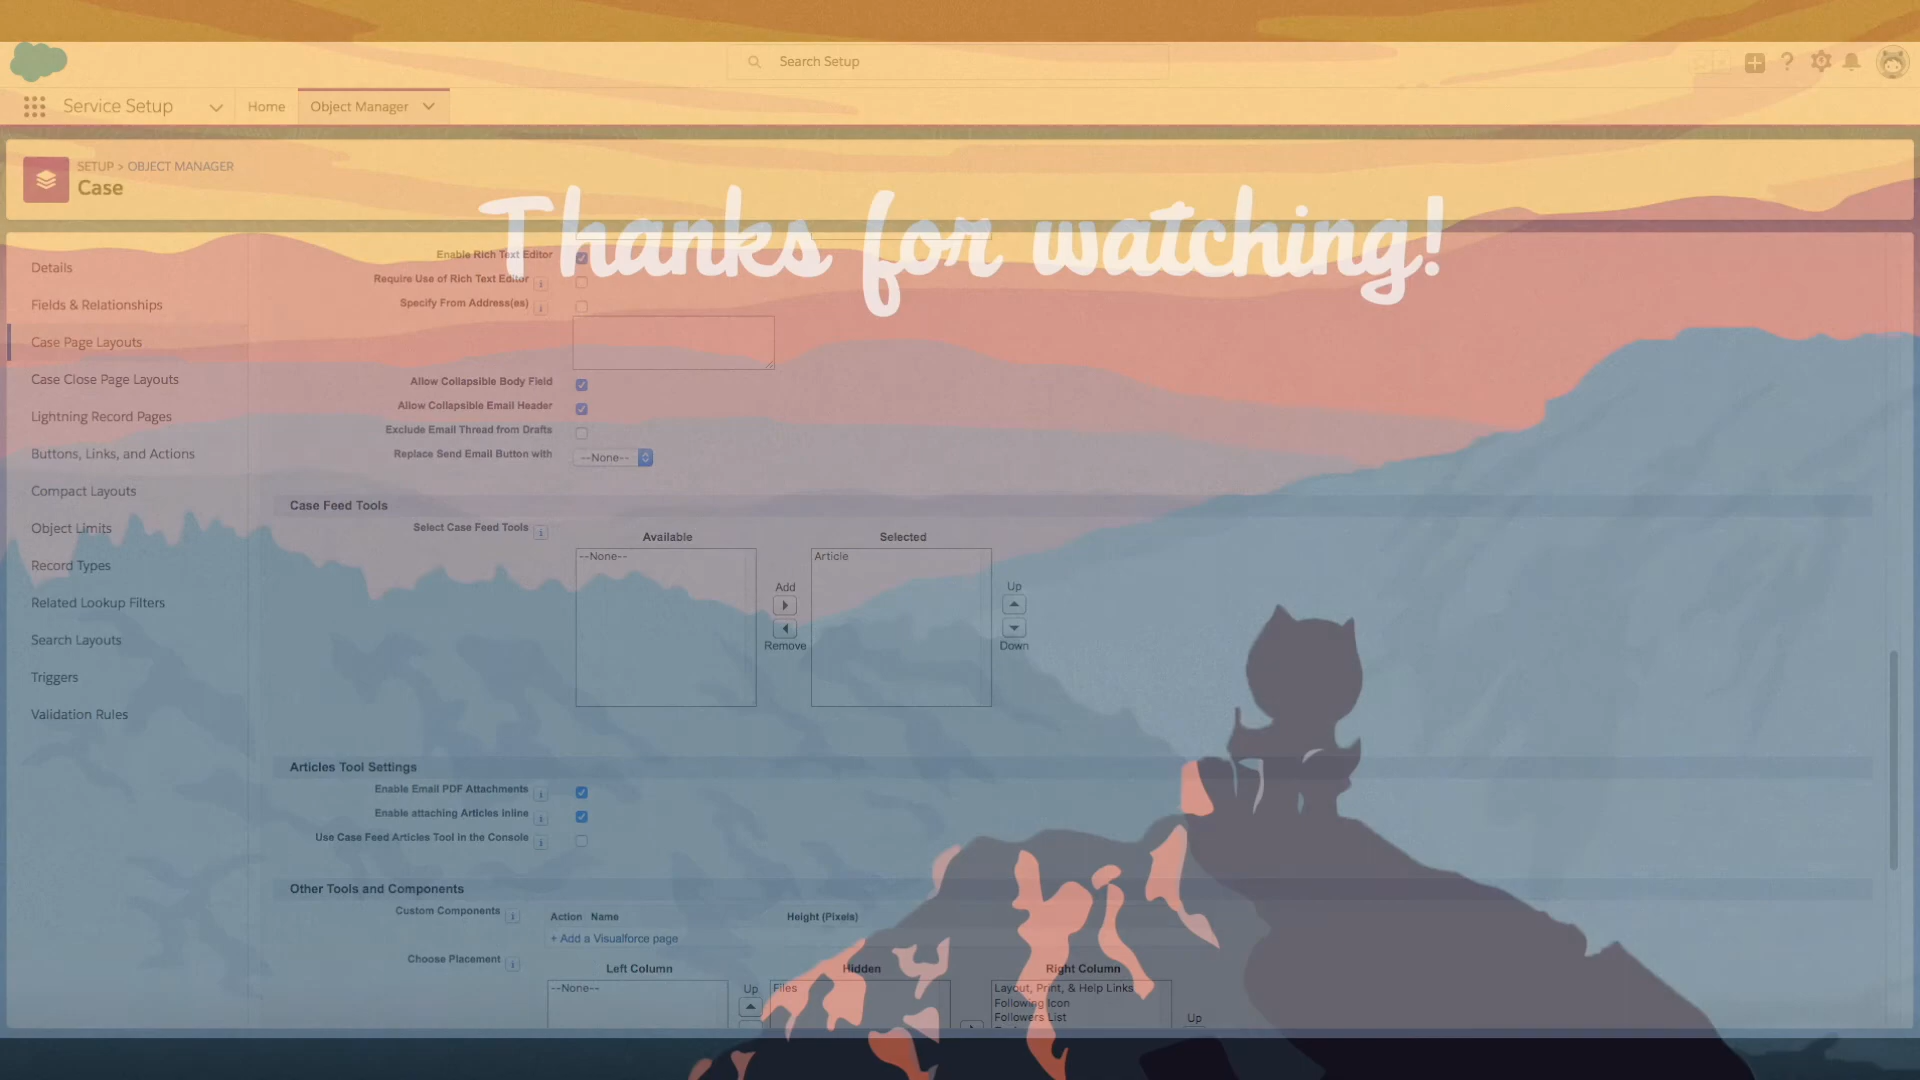 Search Setup
Service Setup
Home
Object Manager
SETUP > OBJECT MANAGER
Case
Thanks for watching!
Details
Fields & Relationships
Case Page Layouts
Case Close Page Layouts
Lightning Record Pages
Buttons, Links, and Actions
Compact Layouts
Object Limits
Record Types
Related Lookup Filters
Search Layouts
Triggers
Validation Rules
Enable Rich Text Editor
Require Use of Rich Text Editor
Specify From Address(es)
Allow Collapsible Body Field
Allow Collapsible Email Header
Exclude Email Thread from Drafts
Replace Send Email Button with
--None--
Case Feed Tools
Select Case Feed Tools
Available
Selected
--None--
Article
Add
Remove
Up
Down
Articles Tool Settings
Enable Email PDF Attachments
Enable attaching Articles inline
Use Case Feed Articles Tool in the Console
Other Tools and Components
Custom Components
Action Name
Height (Pixels)
+ Add a Visualforce page
Choose Placement
Left Column
Hidden
Right Column
--None--
Up
Files
Layout, Print, & Help Links
Following Icon
Followers List
Up